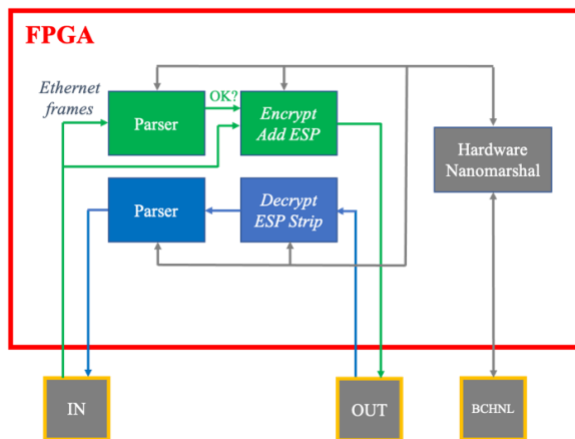 FPGA
Ethernet
frames
OK?
Parser
Encrypt
Add ESP
Hardware
Nanomarshal
Parser
Decrypt
ESP Strip
IN
OUT
BCHNL